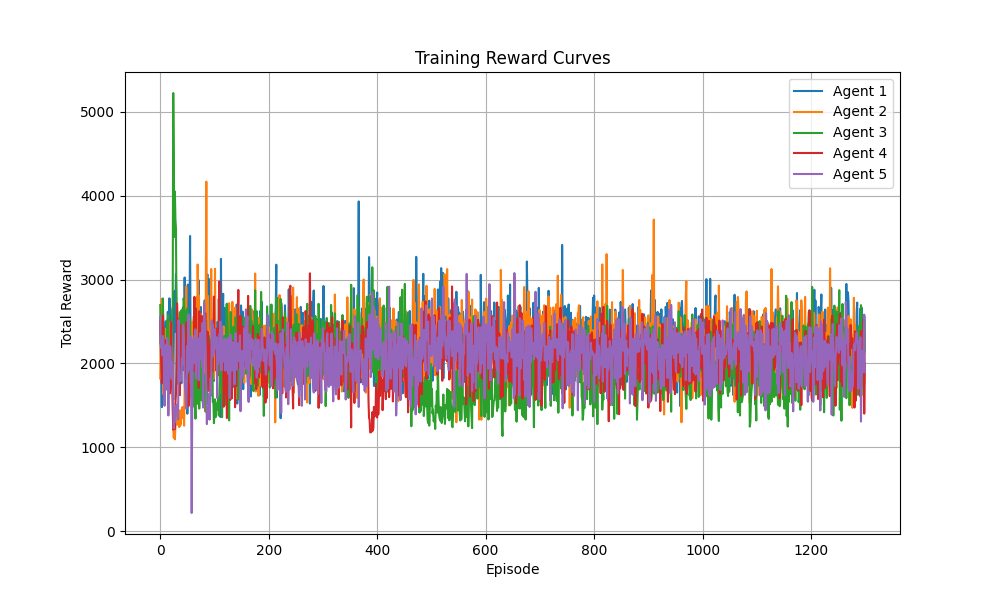 Training Reward Curves
Total Reward
5000
4000
3000
2000
1000
0
Agent 1
Agent 2
Agent 3
Agent 4
Agent 5
0 200 400 600 800 1000 1200
Episode